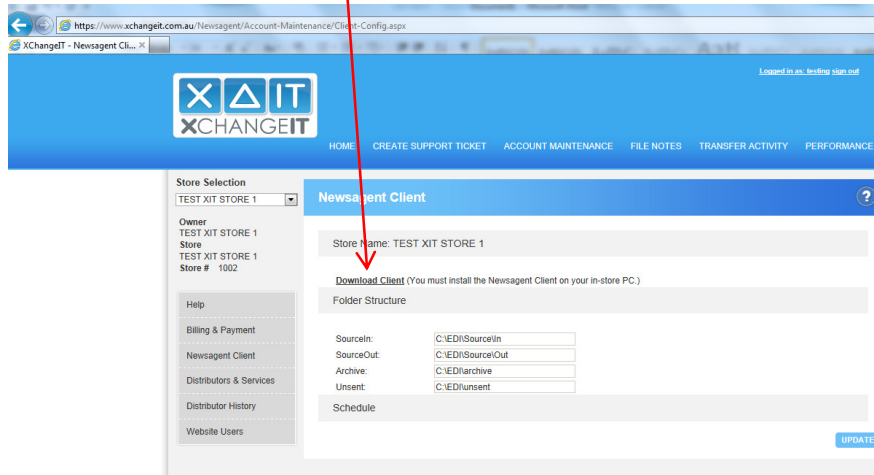 https://www.xchangeit.com.au/Newsagent/Account-Maintenance/Client-Config.aspx
XChangeIT - Newsagent Cli... ×
Logged in as: testing sign out
XCHANGEIT
HOME CREATE SUPPORT TICKET ACCOUNT MAINTENANCE FILE NOTES TRANSFER ACTIVITY PERFORMANCE
Store Selection
TEST XIT STORE 1
Newsagent Client
?
Owner
TEST XIT STORE 1
Store
TEST XIT STORE 1
Store # 1002
Store Name: TEST XIT STORE 1
Download Client (You must install the Newsagent Client on your in-store PC.)
Folder Structure
Help
Billing & Payment
Newsagent Client
Distributors & Services
Distributor History
Website Users
SourceIn: C:\EDI\Source\In
SourceOut: C:\EDI\Source\Out
Archive: C:\EDI\archive
Unsent: C:\EDI\unsent
Schedule
UPDATE